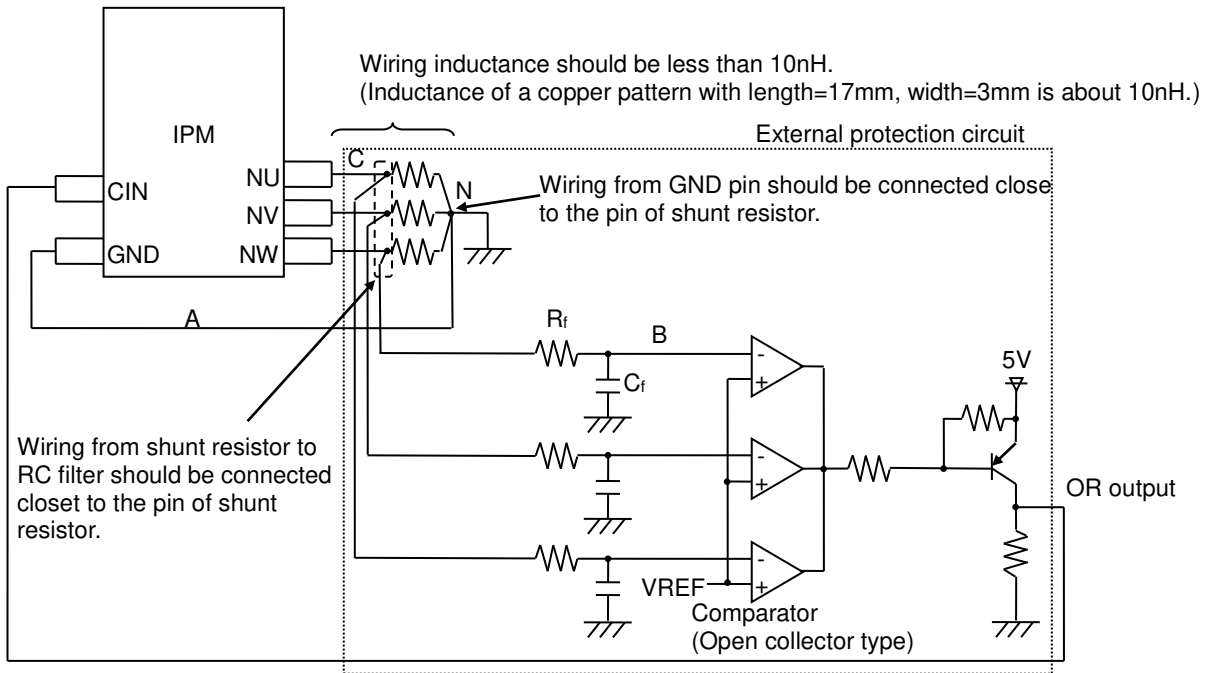 Wiring inductance should be less than 10nH.
(Inductance of a copper pattern with length=17mm, width=3mm is about 10nH.)
External protection circuit
IPM
C
NU
CIN
N
Wiring from GND pin should be connected close
to the pin of shunt resistor.
NV
GND
NW
A
Rf
B
-
+
5V
Cf
Wiring from shunt resistor to
RC filter should be connected
closet to the pin of shunt
resistor.
-
+
OR output
-
+
VREF
Comparator
(Open collector type)